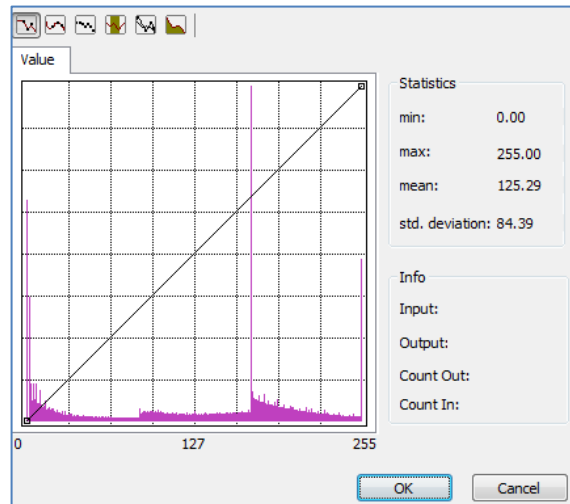 Value
Statistics
min: 0.00
max: 255.00
mean: 125.29
std. deviation: 84.39
Info
Input:
Output:
Count Out:
Count In:
0 127 255
OK Cancel